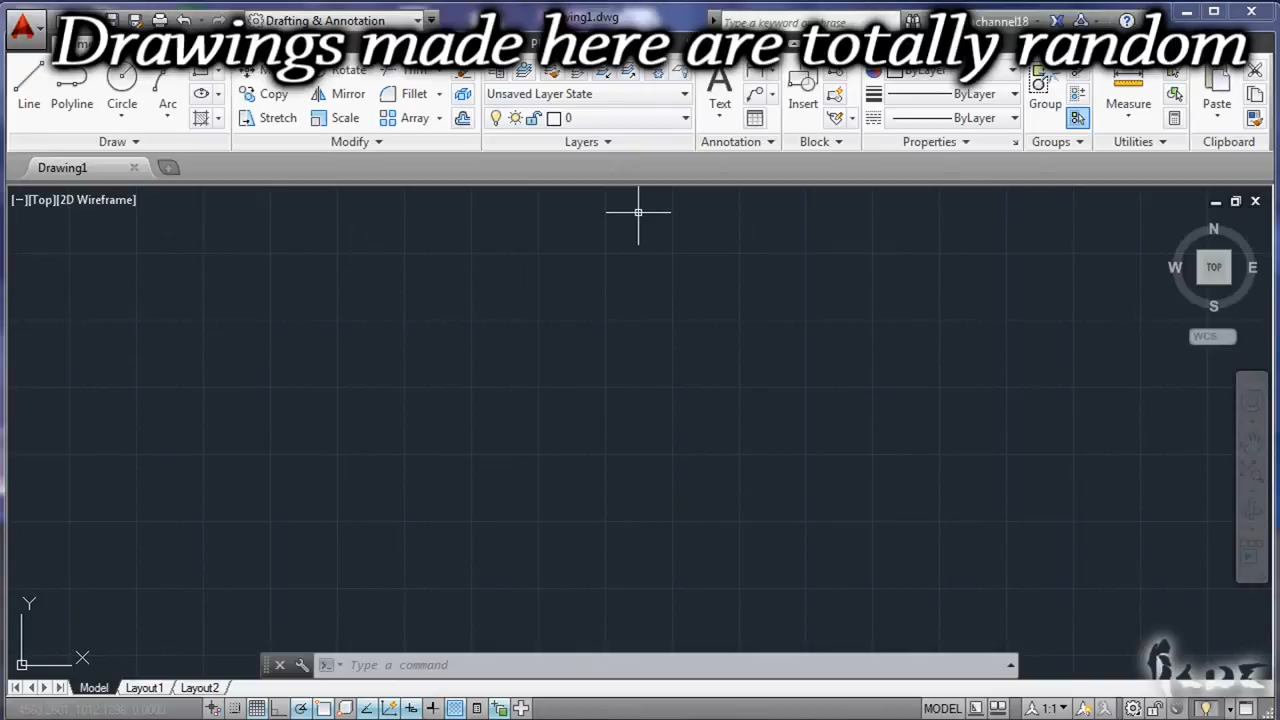 Drafting & Annotation
Drawings made here are totally random
Line
Polyline
Circle
Arc
Copy
Mirror
Fillet
Stretch
Scale
Array
Unsaved Layer State
0
Text
Insert
ByLayer
ByLayer
Group
Measure
Paste
Draw
Modify
Layers
Annotation
Block
Properties
Groups
Utilities
Clipboard
Drawing1
[−][Top][2D Wireframe]
N
W
TOP
E
S
WCS
Y
X
Type a command
Model
Layout1
Layout2
MODEL
1:1